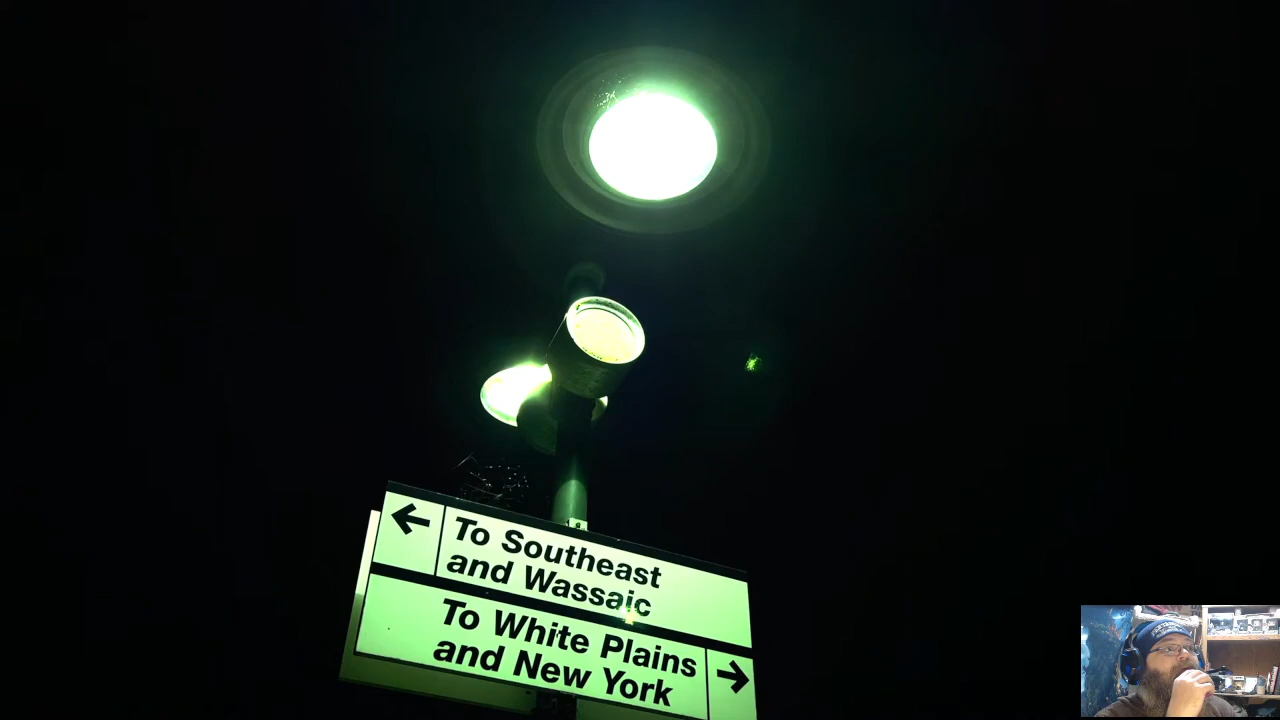 To Southeast
and Wassaic
To White Plains
and New York